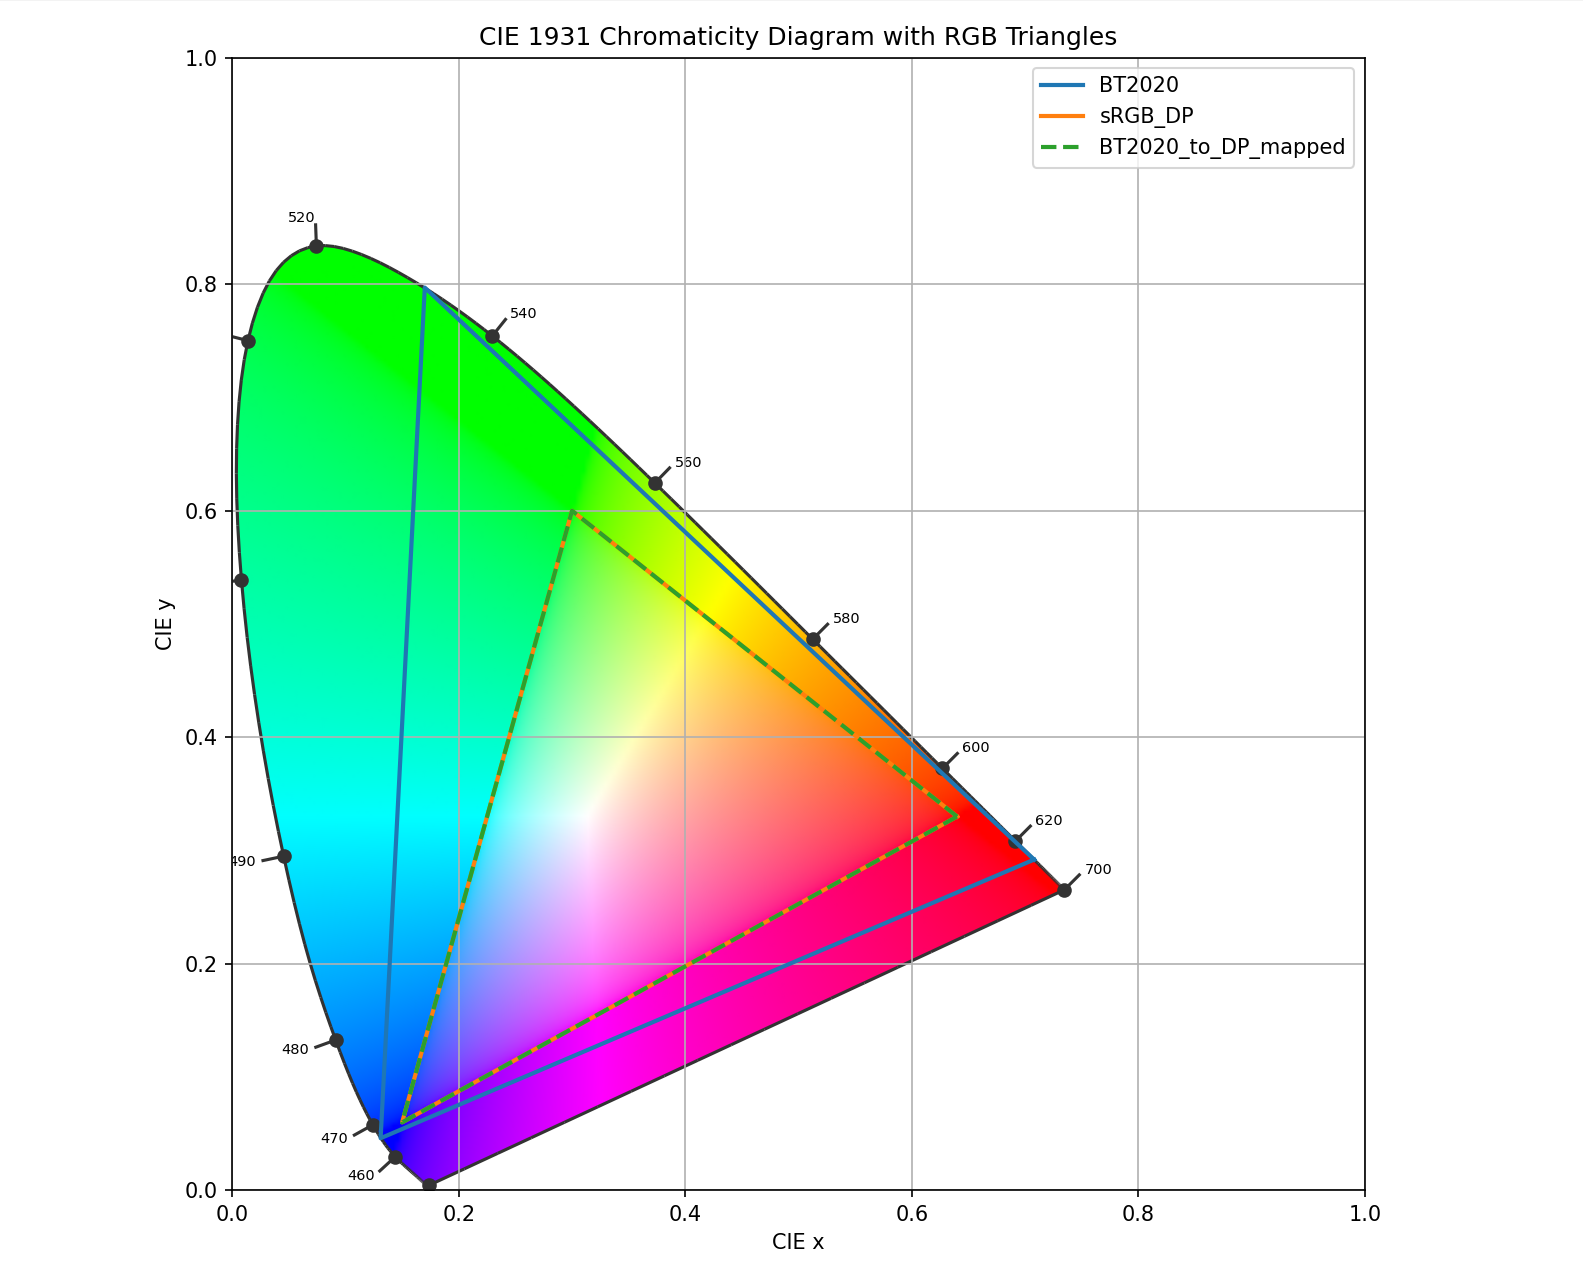 CIE 1931 Chromaticity Diagram with RGB Triangles
BT2020
sRGB_DP
BT2020_to_DP_mapped
1.0
0.8
0.6
0.4
0.2
0.0
CIE y
520
540
560
580
600
620
700
490
480
470
460
0.0 0.2 0.4 0.6 0.8 1.0
CIE x